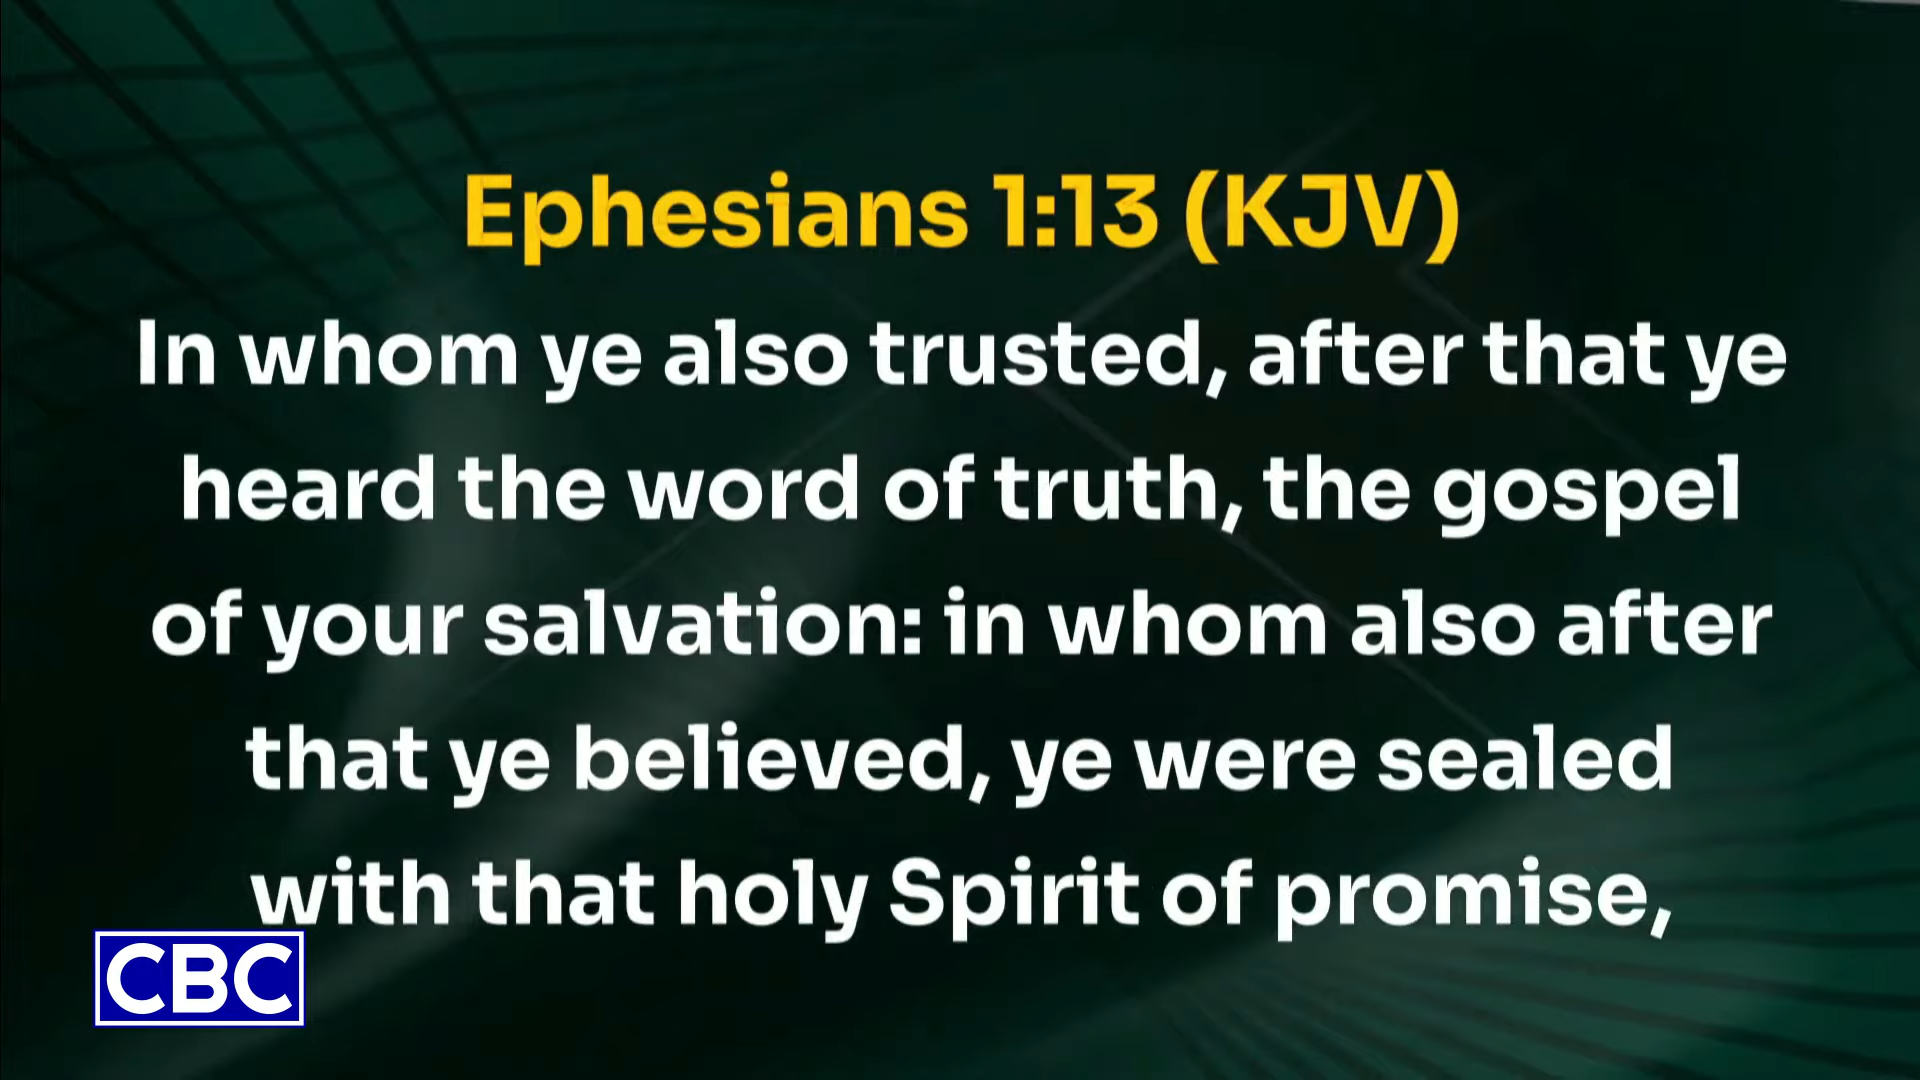 Ephesians 1:13 (KJV)
In whom ye also trusted, after that ye
heard the word of truth, the gospel
of your salvation: in whom also after
that ye believed, ye were sealed
with that holy Spirit of promise,
CBC